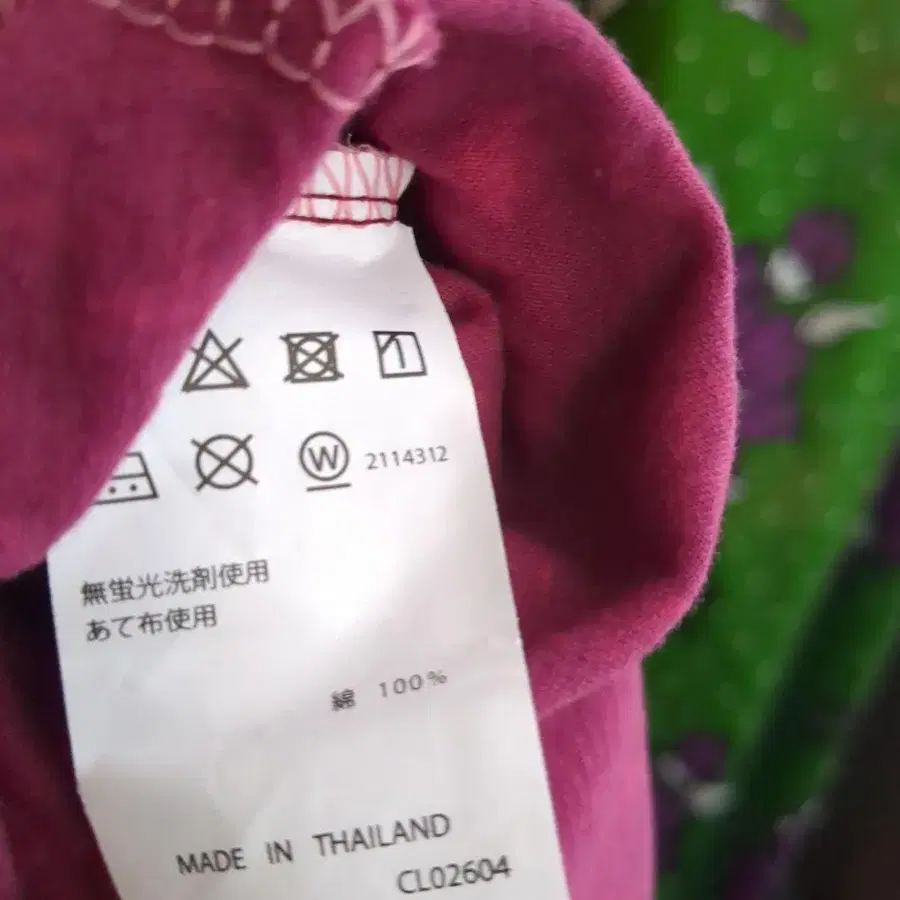 W 2114312
無蛍光洗剤使用
あて布使用
綿 100%
MADE IN THAILAND
CL02604